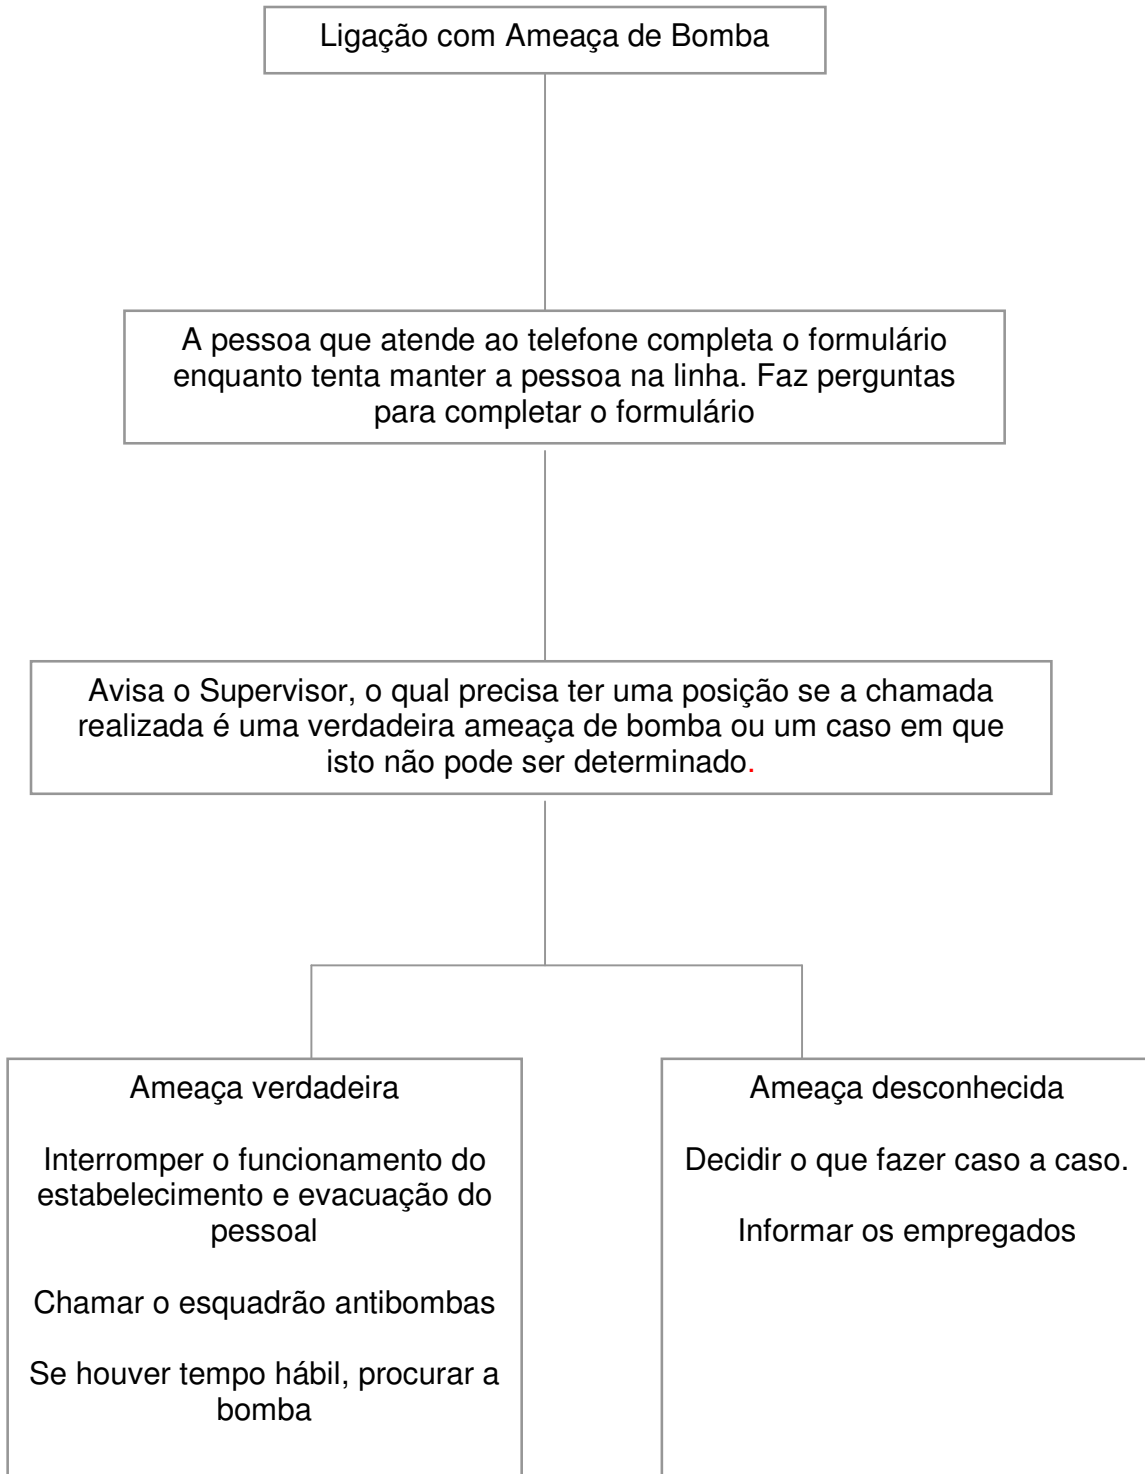 Ligação com Ameaça de Bomba
A pessoa que atende ao telefone completa o formulário
enquanto tenta manter a pessoa na linha. Faz perguntas
para completar o formulário
Avisa o Supervisor, o qual precisa ter uma posição se a chamada
realizada é uma verdadeira ameaça de bomba ou um caso em que
isto não pode ser determinado.
Ameaça verdadeira
Interromper o funcionamento do
estabelecimento e evacuação do
pessoal
Chamar o esquadrão antibombas
Se houver tempo hábil, procurar a
bomba
Ameaça desconhecida
Decidir o que fazer caso a caso.
Informar os empregados